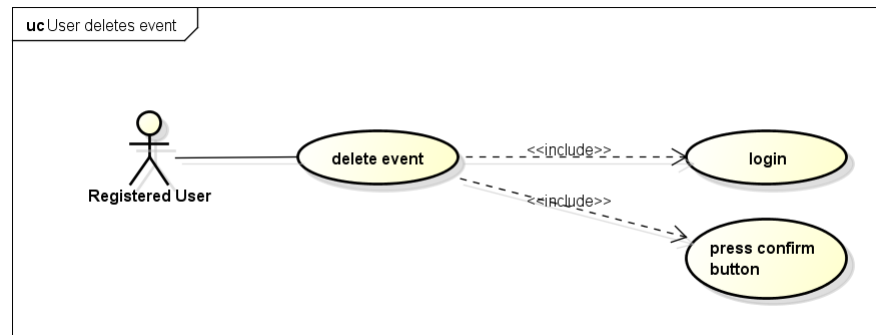 uc User deletes event
<<include>>
delete event
login
Registered User
<<include>>
press confirm
button